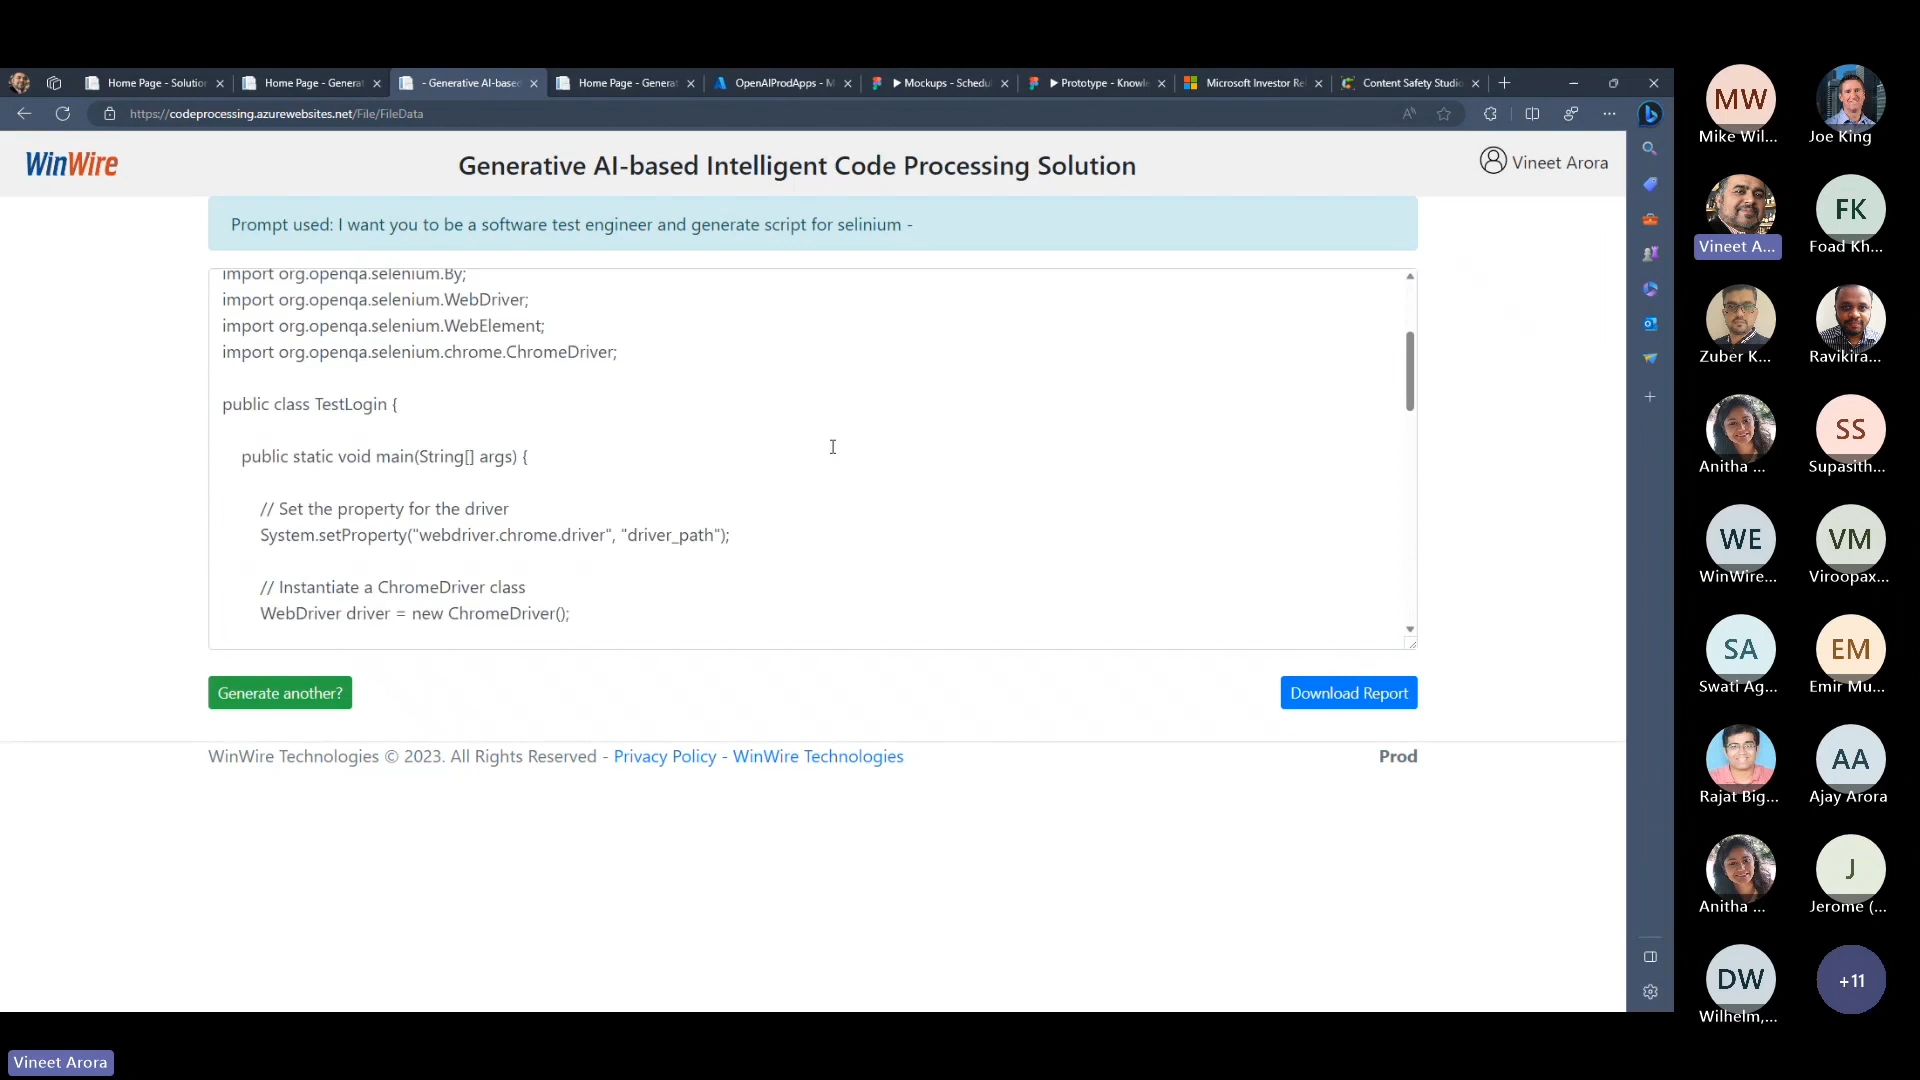 Home Page - Solution
Home Page - Generat
- Generative AI-based
Home Page - Generat
OpenAIProdApps - M
Mockups - Schedu
Prototype - Knowle
Microsoft Investor Re
Content Safety Studio
https://codeprocessing.azurewebsites.net/File/FileData
WinWire
Generative AI-based Intelligent Code Processing Solution
Vineet Arora
Prompt used: I want you to be a software test engineer and generate script for selinium -
import org.openqa.selenium.By;
import org.openqa.selenium.WebDriver;
import org.openqa.selenium.WebElement;
import org.openqa.selenium.chrome.ChromeDriver;
public class TestLogin {
public static void main(String[] args) {
// Set the property for the driver
System.setProperty("webdriver.chrome.driver", "driver_path");
// Instantiate a ChromeDriver class
WebDriver driver = new ChromeDriver();
Generate another?
Download Report
WinWire Technologies © 2023. All Rights Reserved - Privacy Policy - WinWire Technologies
Prod
MW
Mike Wil...
Joe King
Vineet A...
FK
Foad Kh...
Zuber K...
Ravikira...
Anitha ...
SS
Supasith...
WE
WinWire...
VM
Viroopax...
SA
Swati Ag...
EM
Emir Mu...
Rajat Big...
AA
Ajay Arora
Anitha ...
J
Jerome (...
DW
Wilhelm,...
+11
Vineet Arora